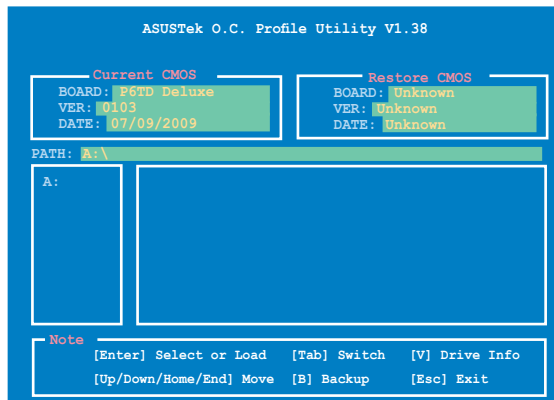 ASUSTek O.C. Profile Utility V1.38
Current CMOS
BOARD: P6TD Deluxe
VER: 0103
DATE: 07/09/2009
Restore CMOS
BOARD: Unknown
VER: Unknown
DATE: Unknown
PATH: A:\
A:
Note
[Enter] Select or Load [Tab] Switch [V] Drive Info
[Up/Down/Home/End] Move [B] Backup [Esc] Exit